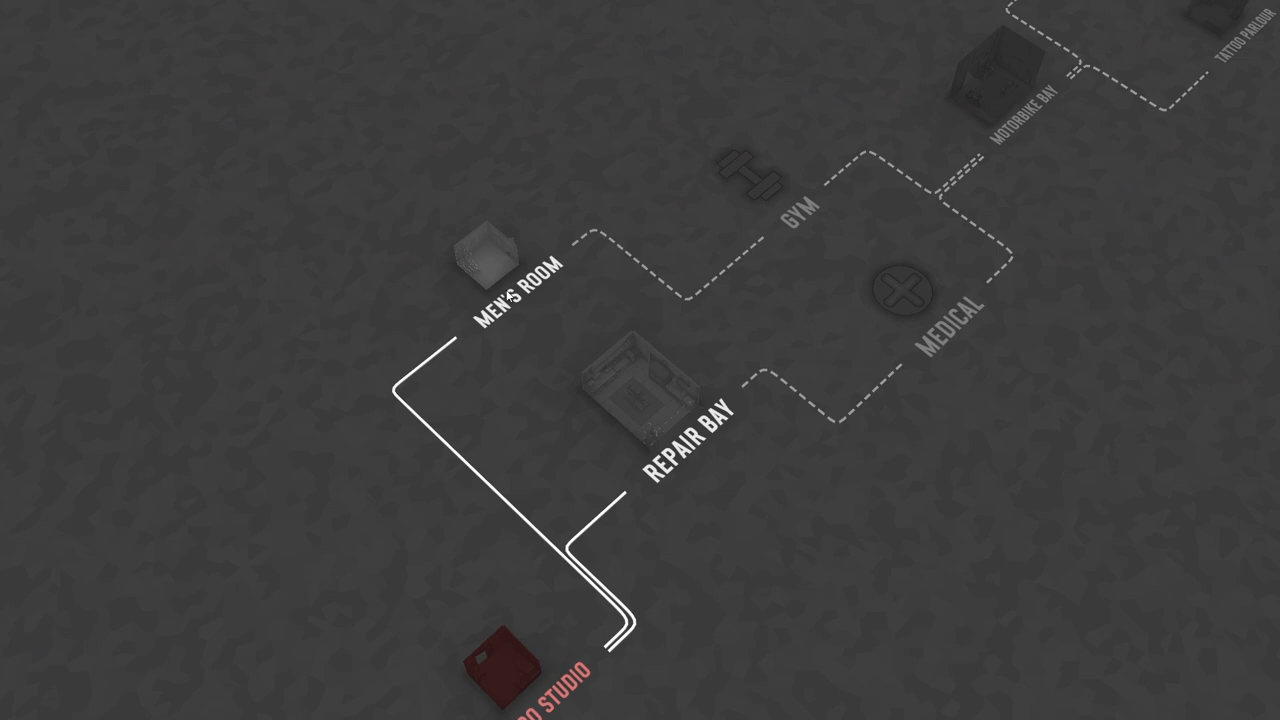 TATTOO PARLOUR
MOTORBIKE BAY
GYM
MEN'S ROOM
MEDICAL
REPAIR BAY
STUDIO